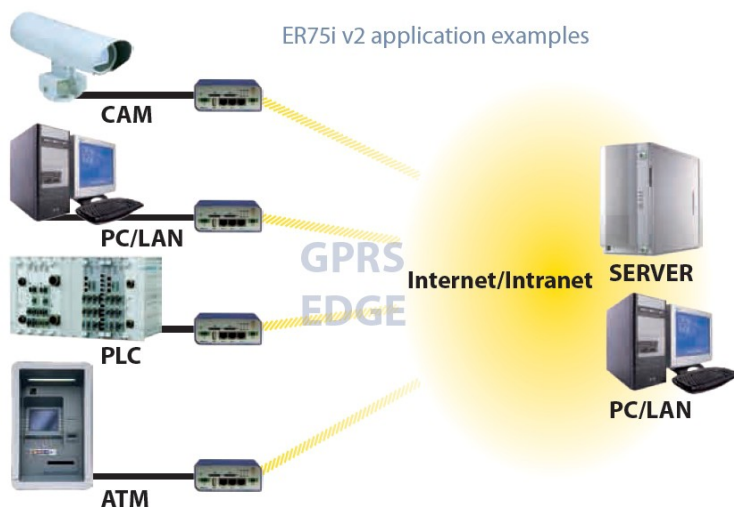 ER75i v2 application examples
CAM
PC/LAN
GPRS
EDGE
Internet/Intranet
SERVER
PLC
PC/LAN
ATM